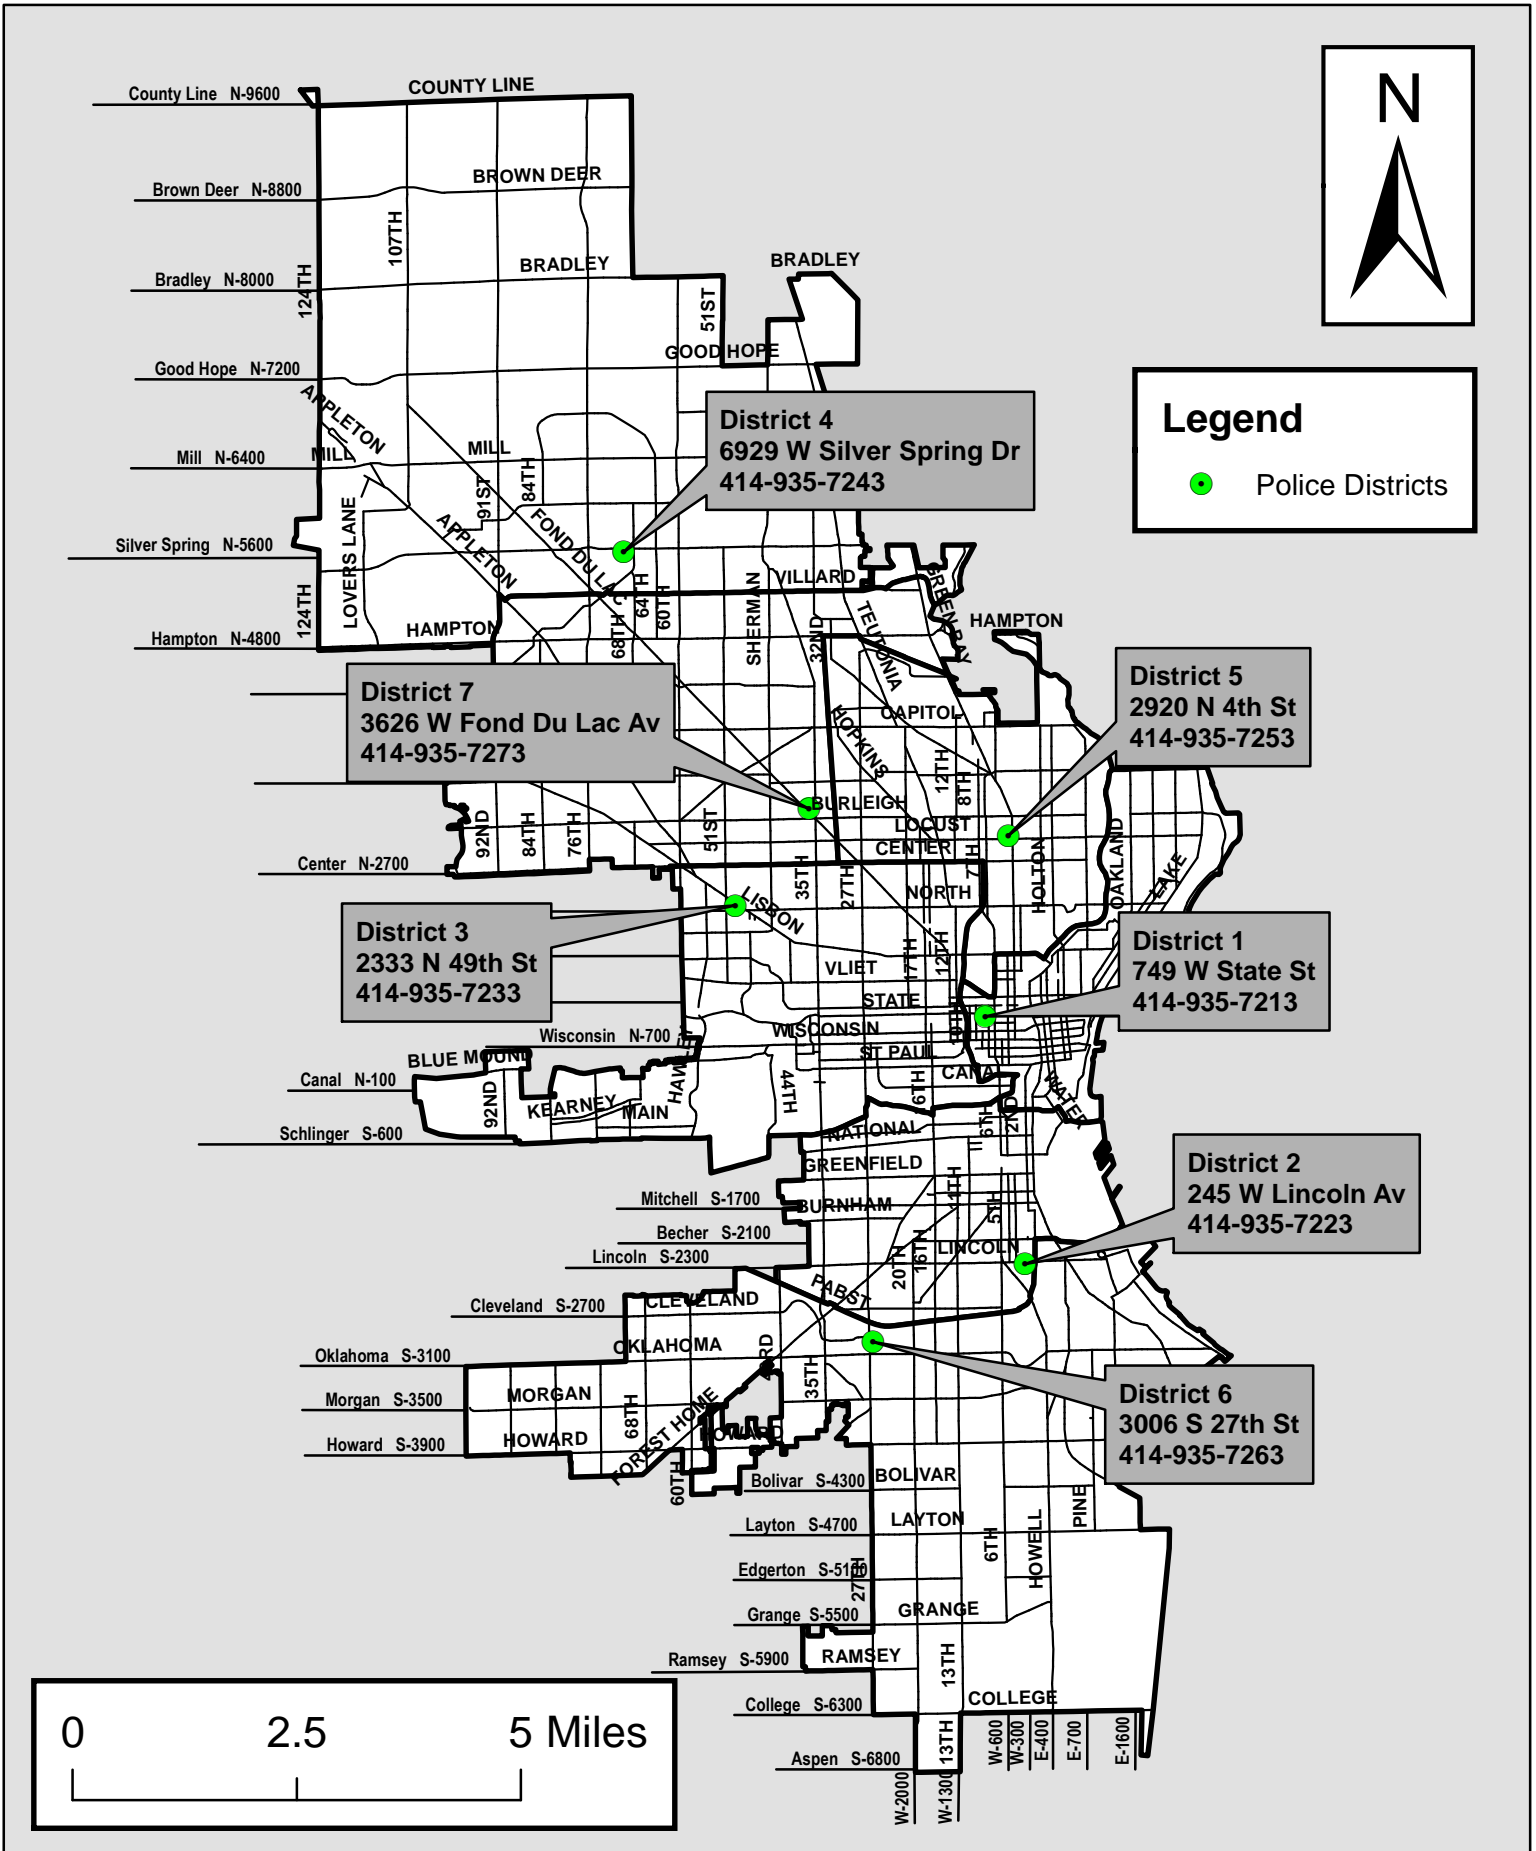 N
COUNTY LINE
County Line N-9600
BROWN DEER
Brown Deer N-8800
107TH
BRADLEY
BRADLEY
Bradley N-8000
124TH
51ST
GOOD HOPE
Good Hope N-7200
Legend
Police Districts
APPLETON
District 4
6929 W Silver Spring Dr
414-935-7243
MILL
MILL
Mill N-6400
84TH
91ST
LOVERS LANE
APPLETON
FOND DU LAC
Silver Spring N-5600
VILLARD
GREEN BAY
124TH
64TH
60TH
SHERMAN
TEUTONIA
HAMPTON
HAMPTON
Hampton N-4800
68TH
32ND
District 7
3626 W Fond Du Lac Av
414-935-7273
District 5
2920 N 4th St
414-935-7253
CAPITOL
HOPKINS
12TH
8TH
BURLEIGH
LOCUST
CENTER
92ND
84TH
76TH
51ST
Center N-2700
35TH
27TH
7TH
HOLTON
OAKLAND
LAKE
NORTH
LISBON
District 3
2333 N 49th St
414-935-7233
District 1
749 W State St
414-935-7213
17TH
12TH
VLIET
STATE
10TH
WISCONSIN
Wisconsin N-700
ST PAUL
BLUE MOUND
HAWLEY
CANAL
Canal N-100
92ND
KEARNEY
MAIN
44TH
16TH
6TH
2ND
WATER
Schlinger S-600
NATIONAL
GREENFIELD
District 2
245 W Lincoln Av
414-935-7223
11TH
5TH
Mitchell S-1700
BURNHAM
Becher S-2100
Lincoln S-2300
LINCOLN
20TH
16TH
PABST
Cleveland S-2700
CLEVELAND
OKLAHOMA
Oklahoma S-3100
35TH
District 6
3006 S 27th St
414-935-7263
MORGAN
Morgan S-3500
68TH
FOREST HOME
HOWARD
HOWARD
Howard S-3900
60TH
Bolivar S-4300
BOLIVAR
PINE
Layton S-4700
LAYTON
6TH
HOWELL
Edgerton S-5100
27TH
Grange S-5500
GRANGE
Ramsey S-5900
RAMSEY
13TH
College S-6300
COLLEGE
Aspen S-6800
13TH
W-2000
W-1300
W-600
W-300
E-400
E-700
E-1600
0 2.5 5 Miles